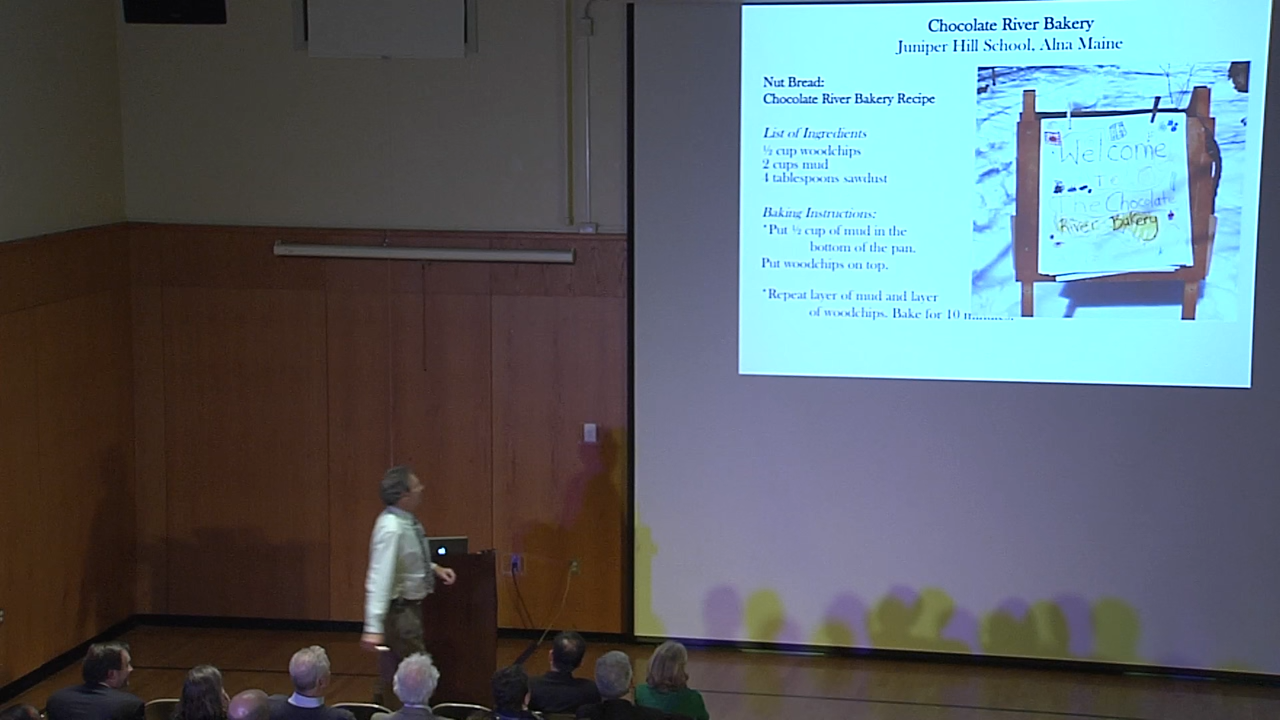 Chocolate River Bakery
Juniper Hill School, Alna Maine
Nut Bread:
Chocolate River Bakery Recipe
List of Ingredients
½ cup woodchips
2 cups mud
4 tablespoons sawdust
Baking Instructions:
*Put ½ cup of mud in the
bottom of the pan.
Put woodchips on top.
*Repeat layer of mud and layer
of woodchips. Bake for 10 minutes.
Welcome
The Chocolate
River Bakery